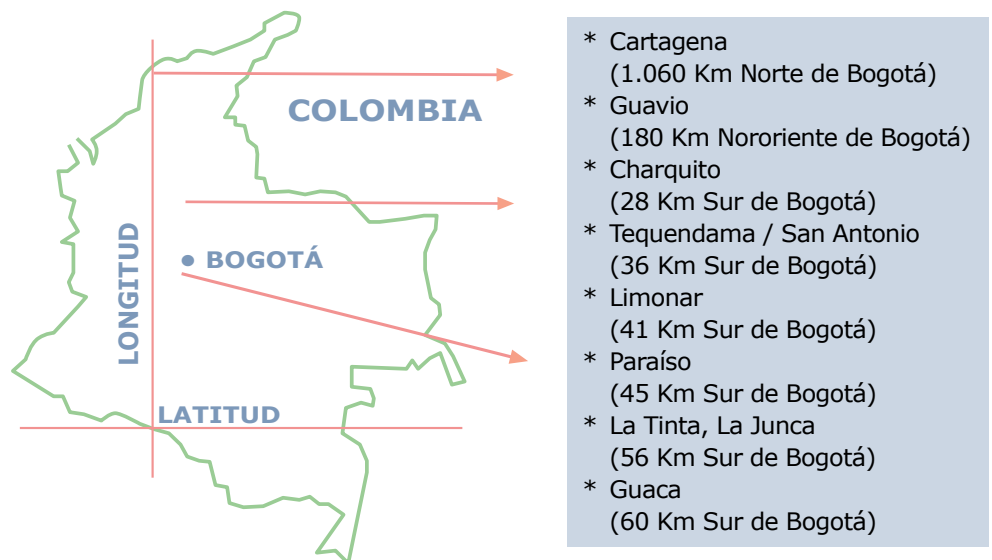 COLOMBIA
LONGITUD
BOGOTÁ
LATITUD
* Cartagena
(1.060 Km Norte de Bogotá)
* Guavio
(180 Km Nororiente de Bogotá)
* Charquito
(28 Km Sur de Bogotá)
* Tequendama / San Antonio
(36 Km Sur de Bogotá)
* Limonar
(41 Km Sur de Bogotá)
* Paraíso
(45 Km Sur de Bogotá)
* La Tinta, La Junca
(56 Km Sur de Bogotá)
* Guaca
(60 Km Sur de Bogotá)